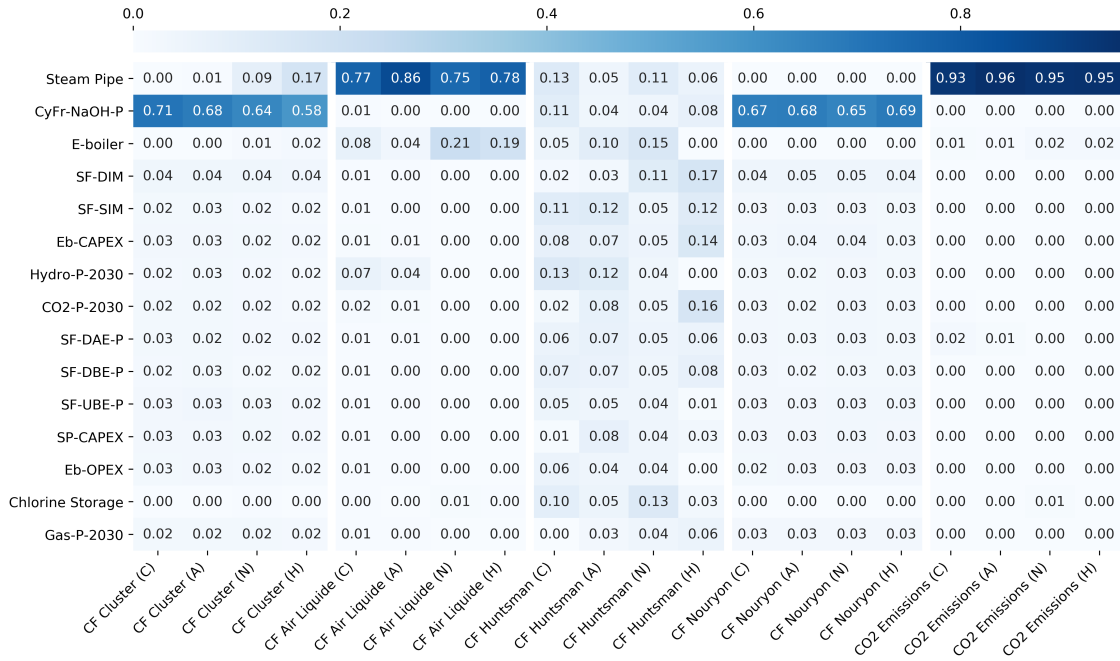 0.0 0.2 0.4 0.6 0.8
Steam Pipe 0.00 0.01 0.09 0.17 0.77 0.86 0.75 0.78 0.13 0.05 0.11 0.06 0.00 0.00 0.00 0.00 0.93 0.96 0.95 0.95
CyFr-NaOH-P 0.71 0.68 0.64 0.58 0.01 0.00 0.00 0.00 0.11 0.04 0.04 0.08 0.67 0.68 0.65 0.69 0.00 0.00 0.00 0.00
E-boiler 0.00 0.00 0.01 0.02 0.08 0.04 0.21 0.19 0.05 0.10 0.15 0.00 0.00 0.00 0.00 0.00 0.01 0.01 0.02 0.02
SF-DIM 0.04 0.04 0.04 0.04 0.01 0.00 0.00 0.00 0.02 0.03 0.11 0.17 0.04 0.05 0.05 0.04 0.00 0.00 0.00 0.00
SF-SIM 0.02 0.03 0.02 0.02 0.01 0.00 0.00 0.00 0.11 0.12 0.05 0.12 0.03 0.03 0.03 0.03 0.00 0.00 0.00 0.00
Eb-CAPEX 0.03 0.03 0.02 0.02 0.01 0.01 0.00 0.00 0.08 0.07 0.05 0.14 0.03 0.04 0.04 0.03 0.00 0.00 0.00 0.00
Hydro-P-2030 0.02 0.03 0.02 0.02 0.07 0.04 0.00 0.00 0.13 0.12 0.04 0.00 0.03 0.02 0.03 0.03 0.00 0.00 0.00 0.00
CO2-P-2030 0.02 0.02 0.02 0.02 0.02 0.01 0.00 0.00 0.02 0.08 0.05 0.16 0.03 0.02 0.03 0.03 0.00 0.00 0.00 0.00
SF-DAE-P 0.03 0.02 0.02 0.02 0.01 0.01 0.00 0.00 0.06 0.07 0.05 0.06 0.03 0.03 0.03 0.03 0.02 0.01 0.00 0.00
SF-DBE-P 0.02 0.03 0.02 0.02 0.01 0.00 0.00 0.00 0.07 0.07 0.05 0.08 0.03 0.02 0.03 0.03 0.00 0.00 0.00 0.00
SF-UBE-P 0.03 0.03 0.03 0.02 0.01 0.00 0.00 0.00 0.05 0.05 0.04 0.01 0.03 0.03 0.03 0.03 0.00 0.00 0.00 0.00
SP-CAPEX 0.03 0.03 0.02 0.02 0.01 0.00 0.00 0.00 0.01 0.08 0.04 0.03 0.03 0.03 0.03 0.03 0.00 0.00 0.00 0.00
Eb-OPEX 0.03 0.03 0.02 0.02 0.01 0.00 0.00 0.00 0.06 0.04 0.04 0.00 0.02 0.03 0.03 0.03 0.00 0.00 0.00 0.00
Chlorine Storage 0.00 0.00 0.00 0.00 0.00 0.00 0.01 0.00 0.10 0.05 0.13 0.03 0.00 0.00 0.00 0.00 0.00 0.00 0.01 0.00
Gas-P-2030 0.02 0.02 0.02 0.02 0.01 0.00 0.00 0.00 0.00 0.03 0.04 0.06 0.03 0.03 0.03 0.03 0.00 0.00 0.00 0.00
CF Cluster (C)
CF Cluster (A)
CF Cluster (N)
CF Cluster (H)
CF Air Liquide (C)
CF Air Liquide (A)
CF Air Liquide (N)
CF Air Liquide (H)
CF Huntsman (C)
CF Huntsman (A)
CF Huntsman (N)
CF Huntsman (H)
CF Nouryon (C)
CF Nouryon (A)
CF Nouryon (N)
CF Nouryon (H)
CO2 Emissions (C)
CO2 Emissions (A)
CO2 Emissions (N)
CO2 Emissions (H)